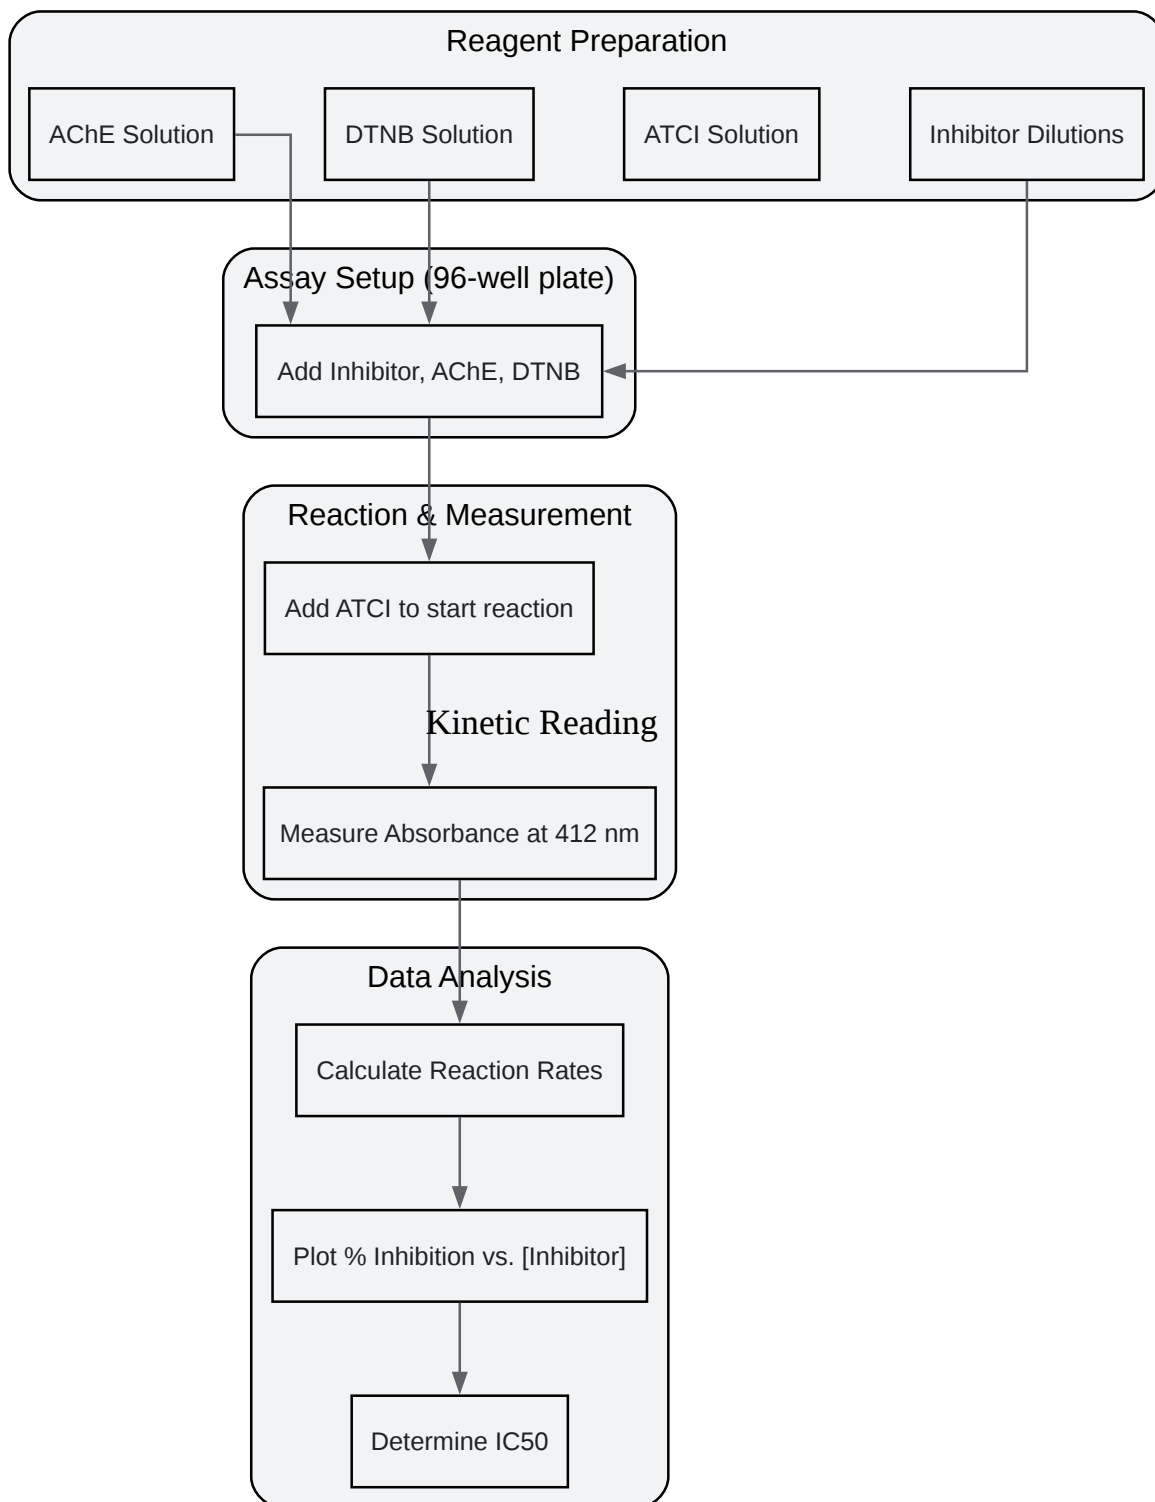 Reagent Preparation
AChE Solution
DTNB Solution
ATCI Solution
Inhibitor Dilutions
Assay Setup (96-well plate)
Add Inhibitor, AChE, DTNB
Reaction & Measurement
Add ATCI to start reaction
Kinetic Reading
Measure Absorbance at 412 nm
Data Analysis
Calculate Reaction Rates
Plot % Inhibition vs. [Inhibitor]
Determine IC50